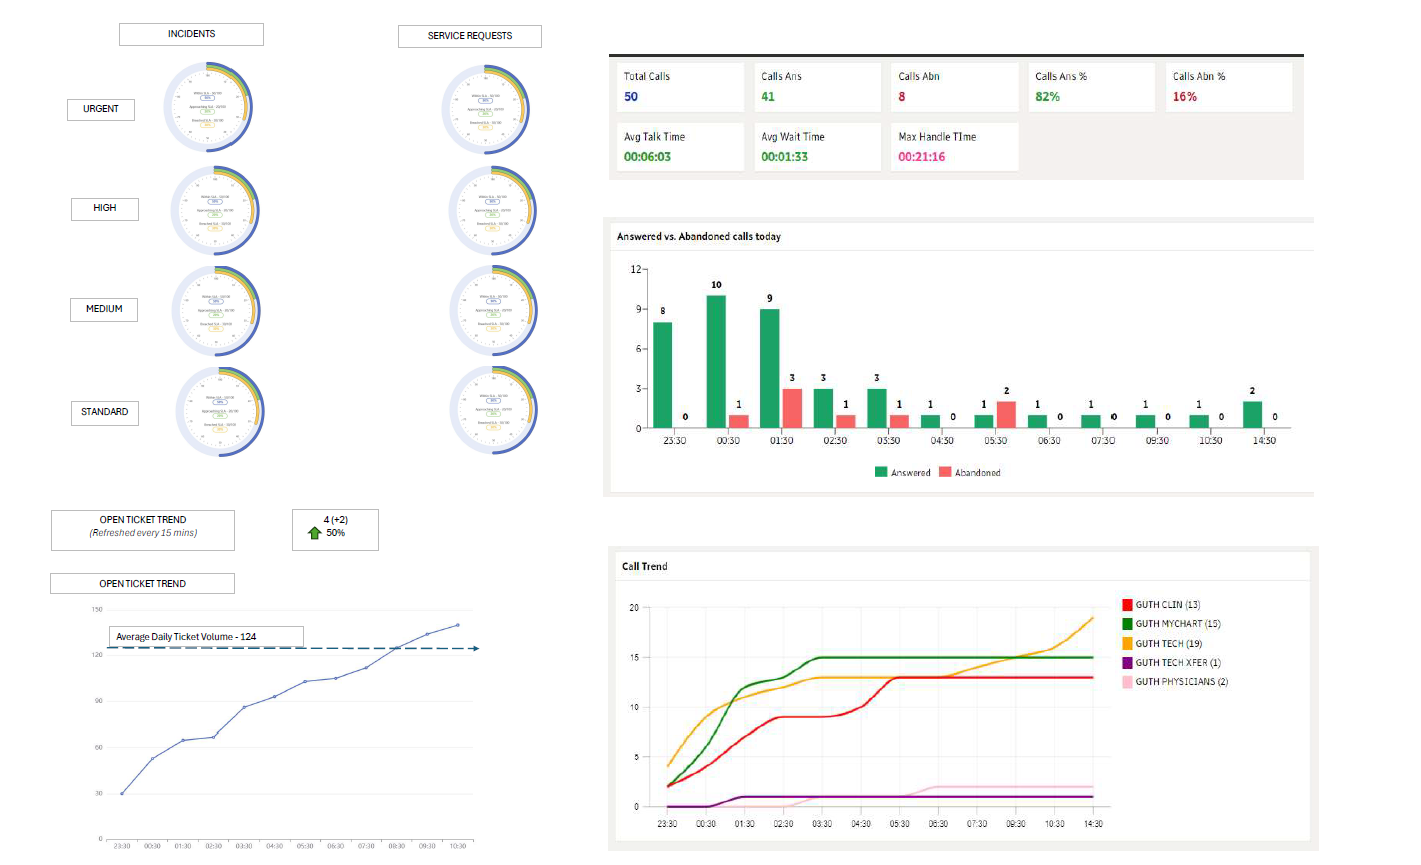 INCIDENTS
SERVICE REQUESTS
URGENT
HIGH
MEDIUM
STANDARD
OPEN TICKET TREND
(Refreshed every 15 mins)
4 (+2)
50%
OPEN TICKET TREND
150
Average Daily Ticket Volume - 124
120
90
60
30
0
23:30 00:30 01:30 02:30 03:30 04:30 05:30 06:30 07:30 08:30 09:30 10:30
Total Calls
50
Calls Ans
41
Calls Abn
8
Calls Ans %
82%
Calls Abn %
16%
Avg Talk Time
00:06:03
Avg Wait Time
00:01:33
Max Handle TIme
00:21:16
Answered vs. Abandoned calls today
12
9
6
3
0
8 0 10 1 9 3 3 1 3 1 1 0 1 2 1 0 1 0 1 0 1 0 2 0
23:30 00:30 01:30 02:30 03:30 04:30 05:30 06:30 07:30 09:30 10:30 14:30
Answered Abandoned
Call Trend
20
15
10
5
0
23:30 00:30 01:30 02:30 03:30 04:30 05:30 06:30 07:30 09:30 10:30 14:30
GUTH CLIN (13)
GUTH MYCHART (15)
GUTH TECH (19)
GUTH TECH XFER (1)
GUTH PHYSICIANS (2)